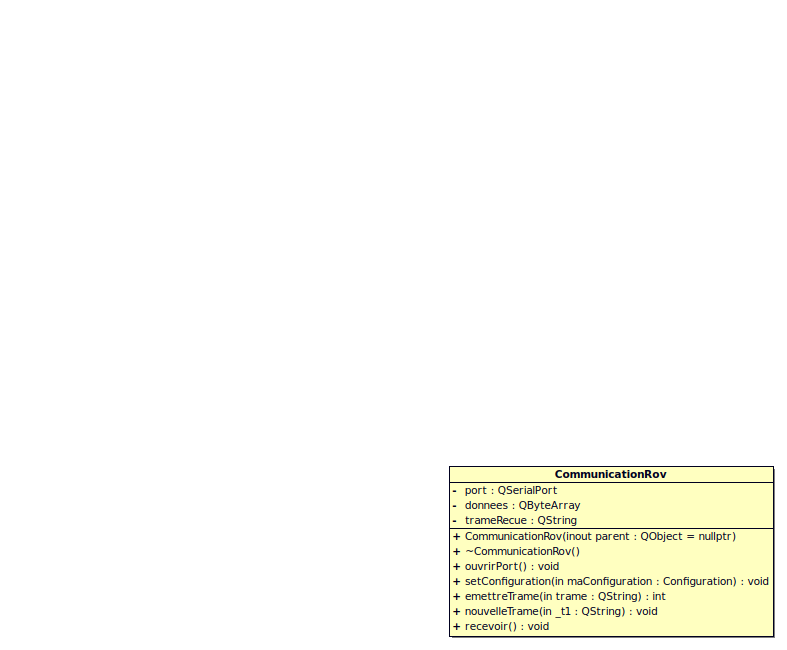 CommunicationRov
- port : QSerialPort
- donnees : QByteArray
- trameRecue : QString
+ CommunicationRov(inout parent : QObject = nullptr)
+ ~CommunicationRov()
+ ouvrirPort() : void
+ setConfiguration(in maConfiguration : Configuration) : void
+ emettreTrame(in trame : QString) : int
+ nouvelleTrame(in _t1 : QString) : void
+ recevoir() : void